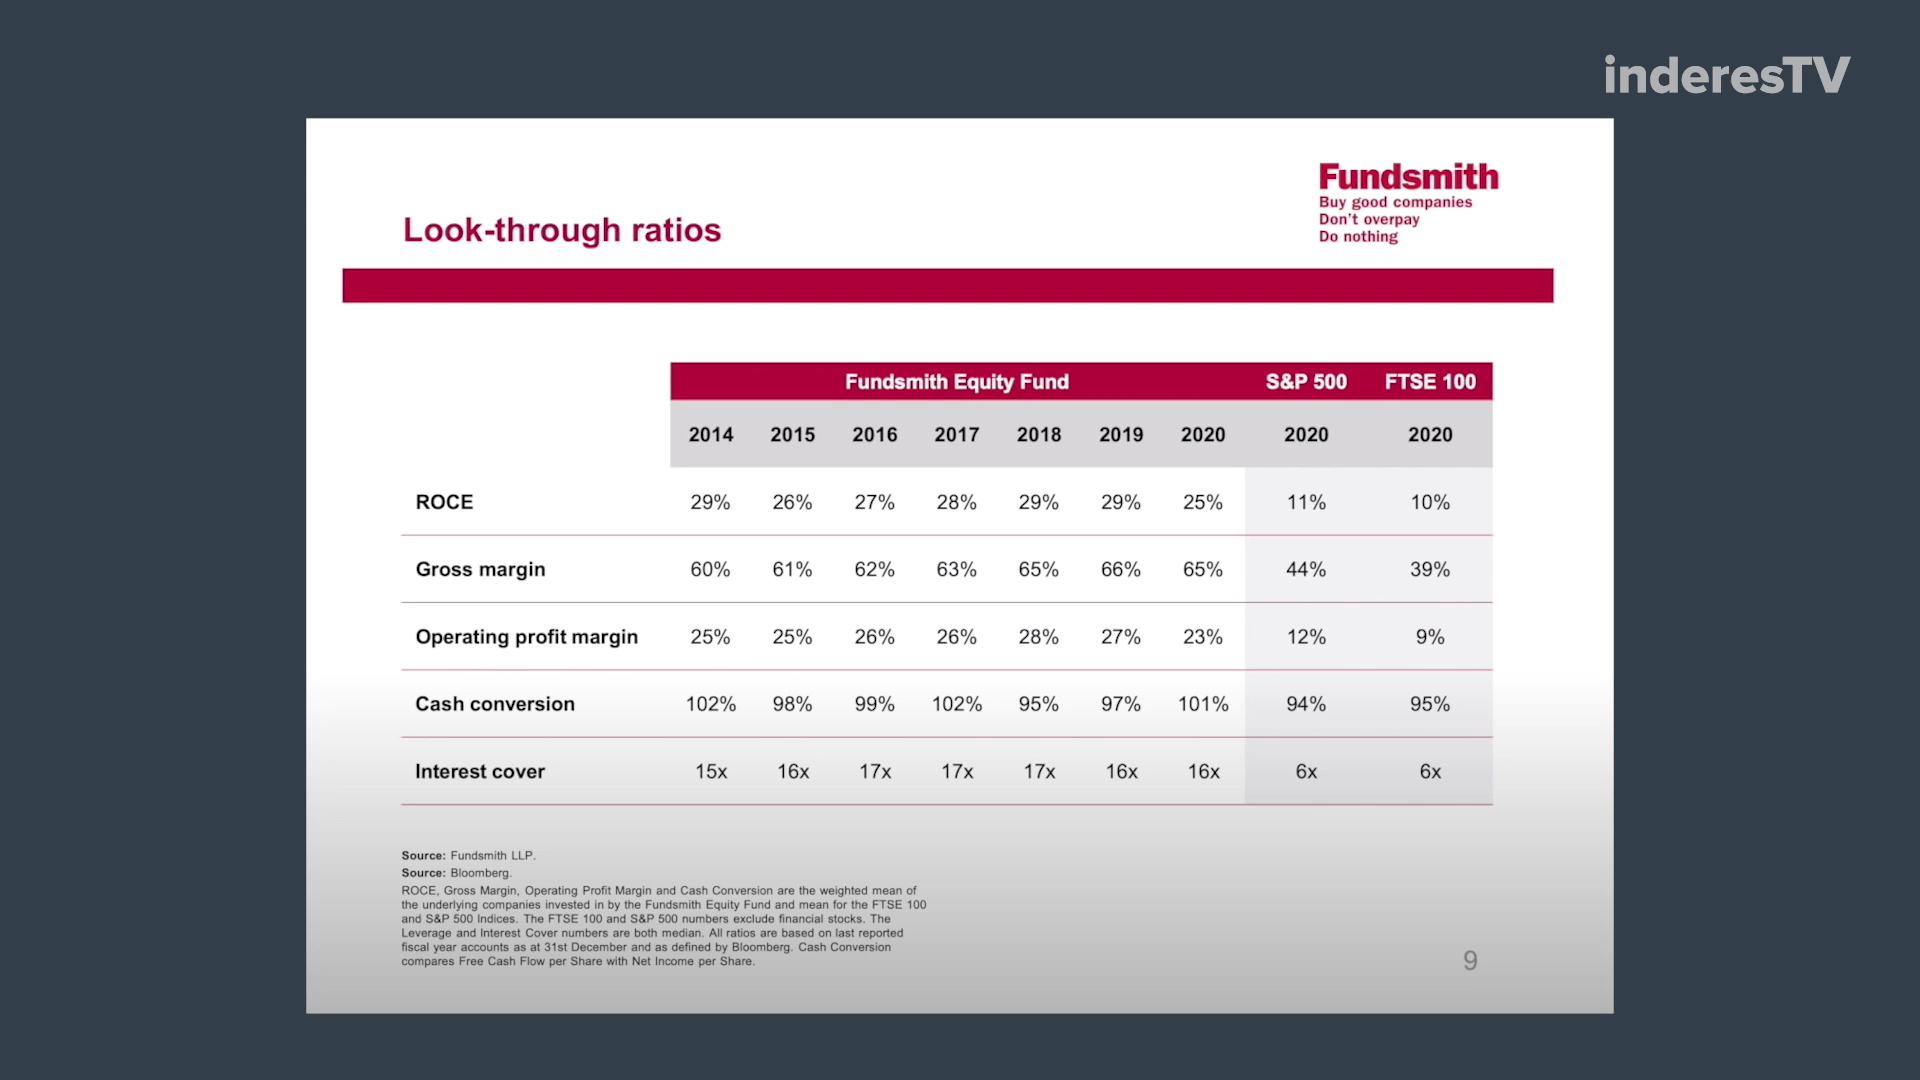 inderesTV
Fundsmith
Buy good companies
Don't overpay
Do nothing
Look-through ratios
Fundsmith Equity Fund S&P 500 FTSE 100
2014 2015 2016 2017 2018 2019 2020 2020 2020
ROCE 29% 26% 27% 28% 29% 29% 25% 11% 10%
Gross margin 60% 61% 62% 63% 65% 66% 65% 44% 39%
Operating profit margin 25% 25% 26% 26% 28% 27% 23% 12% 9%
Cash conversion 102% 98% 99% 102% 95% 97% 101% 94% 95%
Interest cover 15x 16x 17x 17x 17x 16x 16x 6x 6x
Source: Fundsmith LLP.
Source: Bloomberg.
ROCE, Gross Margin, Operating Profit Margin and Cash Conversion are the weighted mean of
the underlying companies invested in by the Fundsmith Equity Fund and mean for the FTSE 100
and S&P 500 Indices. The FTSE 100 and S&P 500 numbers exclude financial stocks. The
Leverage and Interest Cover numbers are both median. All ratios are based on last reported
fiscal year accounts as at 31st December and as defined by Bloomberg. Cash Conversion
compares Free Cash Flow per Share with Net Income per Share.
9